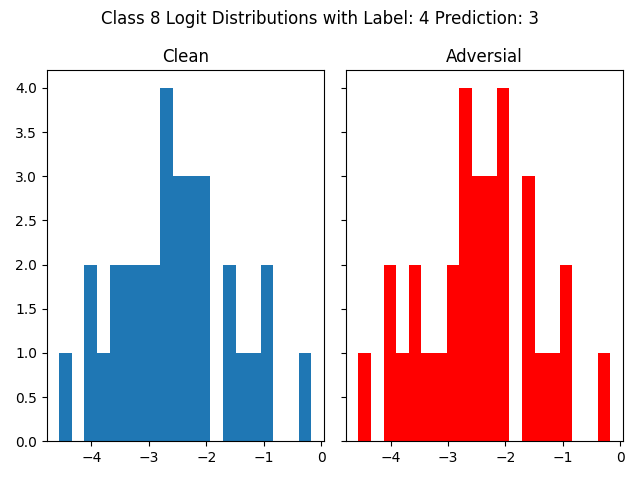 Class 8 Logit Distributions with Label: 4 Prediction: 3
Clean
Adversial
4.0
3.5
3.0
2.5
2.0
1.5
1.0
0.5
0.0
−4 −3 −2 −1 0
−4 −3 −2 −1 0